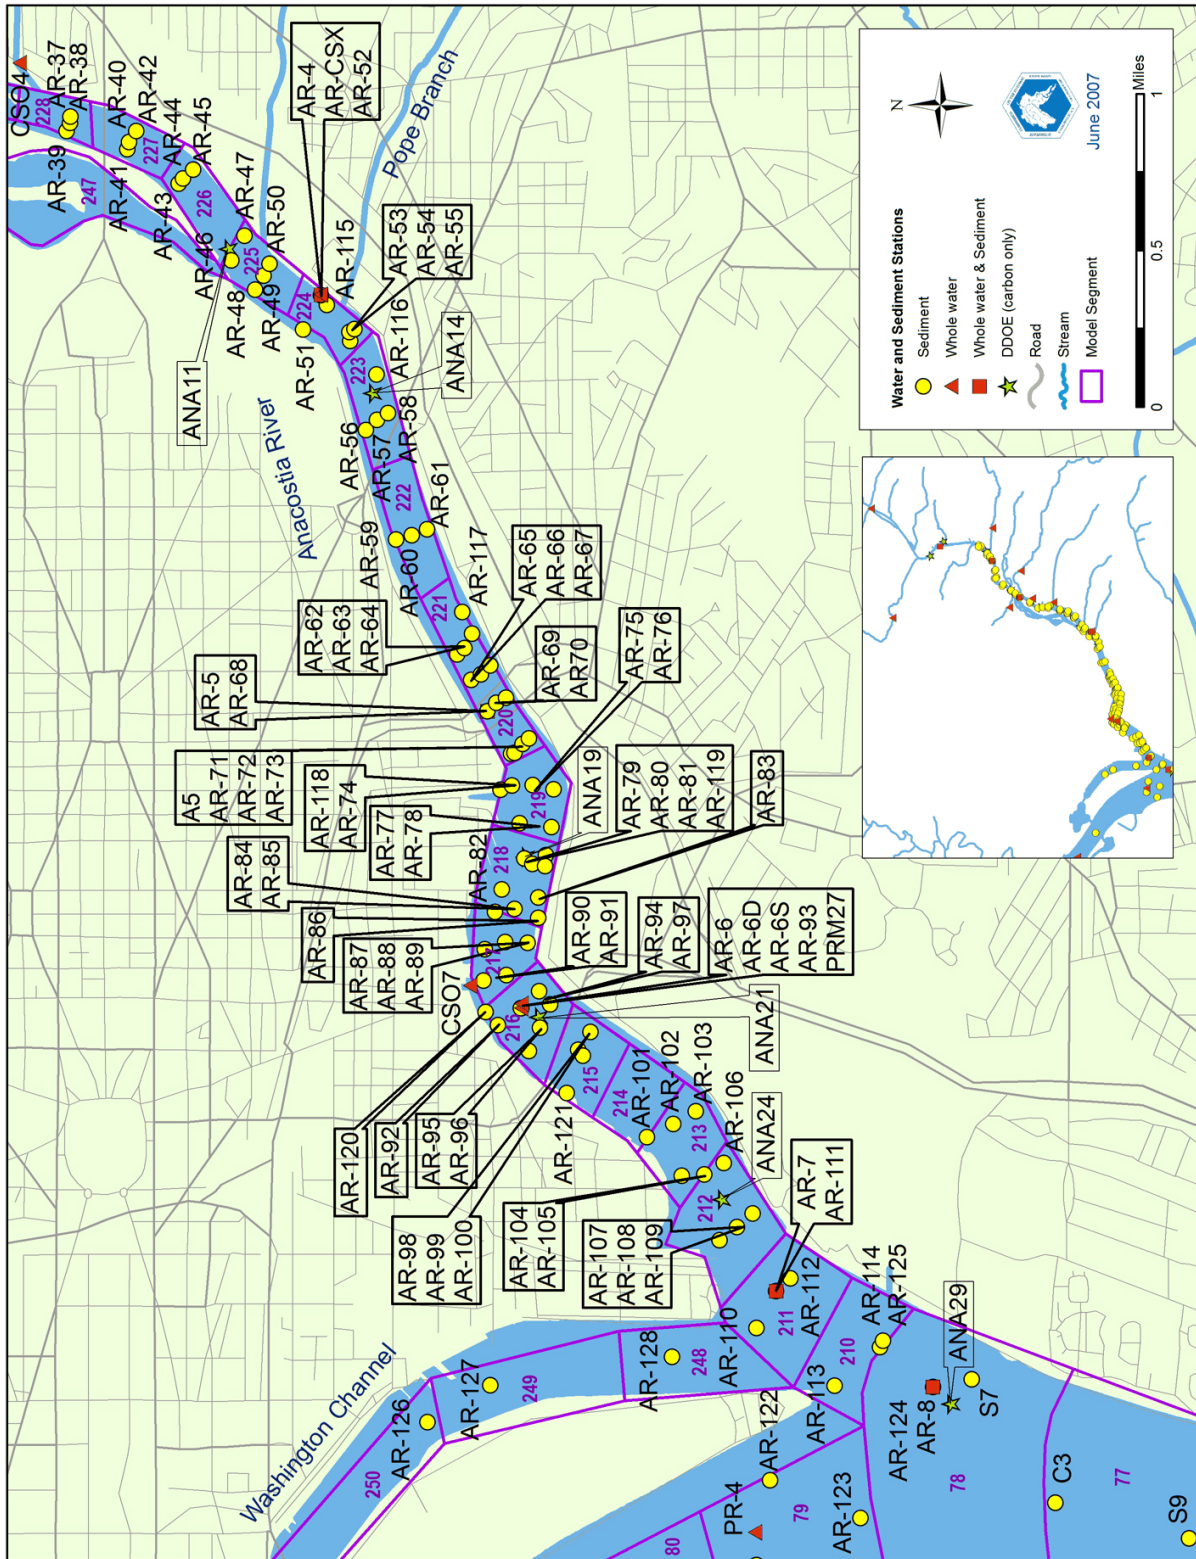 CSO4
228
AR-37
AR-38
AR-39
AR-40
AR-41
227
AR-42
247
AR-43
AR-44
AR-45
226
AR-46
AR-47
225
AR-48
AR-49
AR-50
ANA11
224
AR-51
AR-4
AR-CSX
AR-52
Pope Branch
AR-115
AR-53
AR-54
AR-55
223
AR-116
ANA14
Anacostia River
AR-56
AR-57
AR-58
222
AR-59
AR-60
AR-61
221
AR-117
AR-62
AR-63
AR-64
AR-65
AR-66
AR-67
AR-5
AR-68
AR-69
AR70
220
A5
AR-71
AR-72
AR-73
AR-75
AR-76
AR-118
AR-74
219
AR-77
AR-78
ANA19
AR-79
AR-80
AR-81
AR-119
218
AR-82
AR-83
AR-84
AR-85
AR-86
AR-87
AR-88
AR-89
217
AR-90
AR-91
CSO7
AR-94
AR-97
AR-6
AR-6D
AR-6S
AR-93
PRM27
216
ANA21
AR-120
AR-92
AR-95
AR-96
215
AR-98
AR-99
AR-100
AR-121
214
AR-101
AR-102
AR-103
213
AR-104
AR-105
AR-106
212
ANA24
AR-107
AR-108
AR-109
AR-7
AR-111
AR-110
211
AR-112
AR-114
AR-125
210
AR-113
ANA29
Washington Channel
AR-128
248
AR-127
249
AR-126
250
AR-122
AR-124
AR-8
S7
78
PR-4
79
AR-123
80
C3
77
S9
Water and Sediment Stations
Sediment
Whole water
Whole water & Sediment
DDOE (carbon only)
Road
Stream
Model Segment
N
June 2007
0
0.5
1
Miles